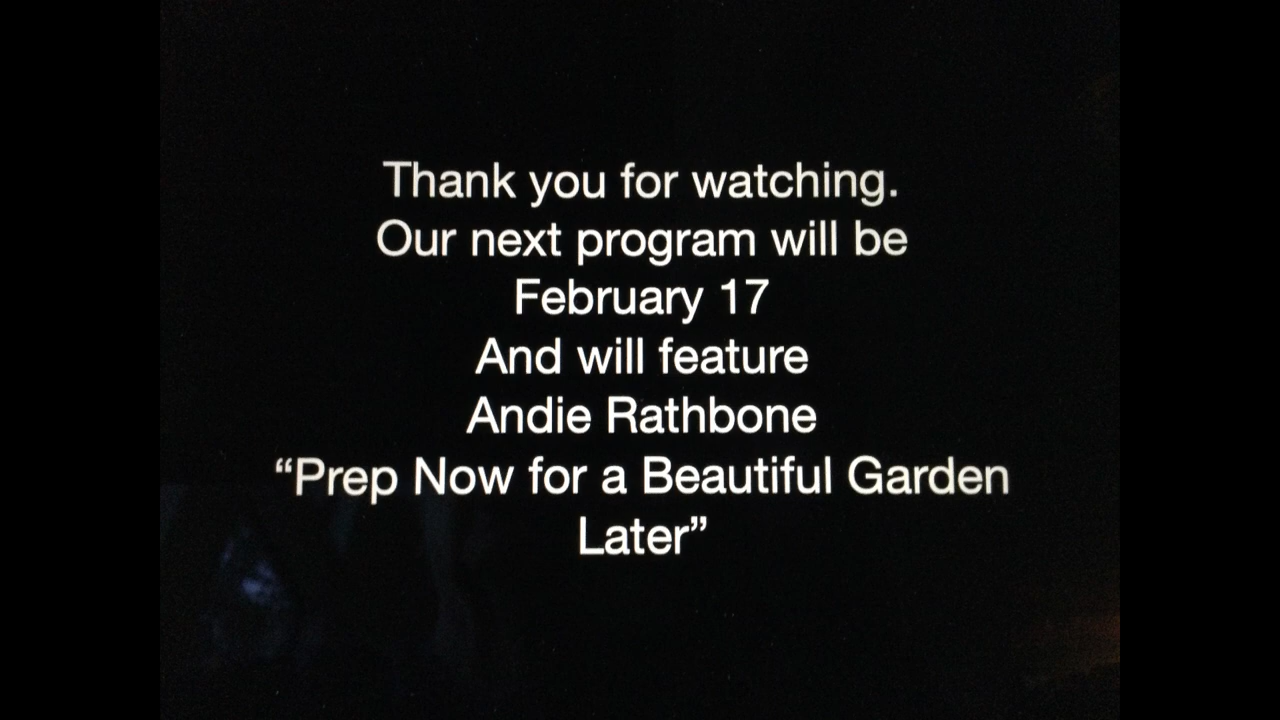 Thank you for watching.
Our next program will be
February 17
And will feature
Andie Rathbone
“Prep Now for a Beautiful Garden
Later”